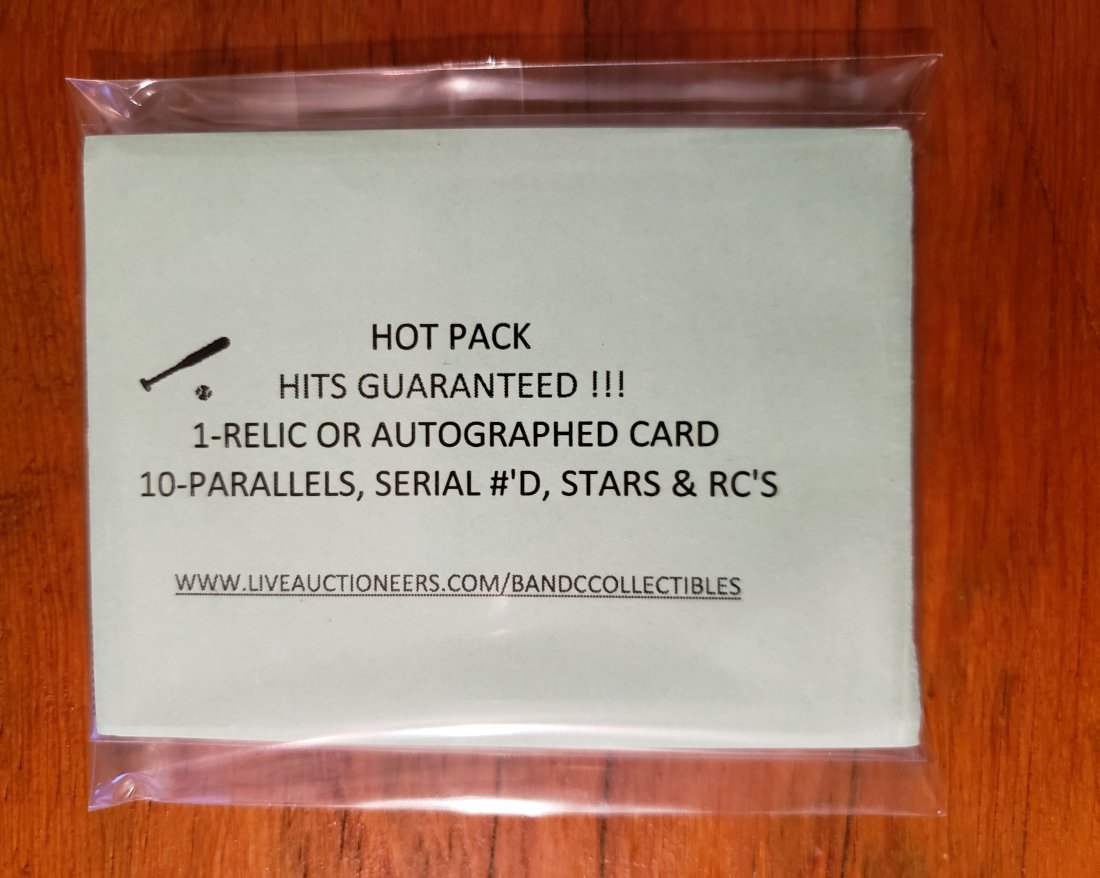 HOT PACK
HITS GUARANTEED !!!
1-RELIC OR AUTOGRAPHED CARD
10-PARALLELS, SERIAL #'D, STARS & RC'S
WWW.LIVEAUCTIONEERS.COM/BANDCCOLLECTIBLES